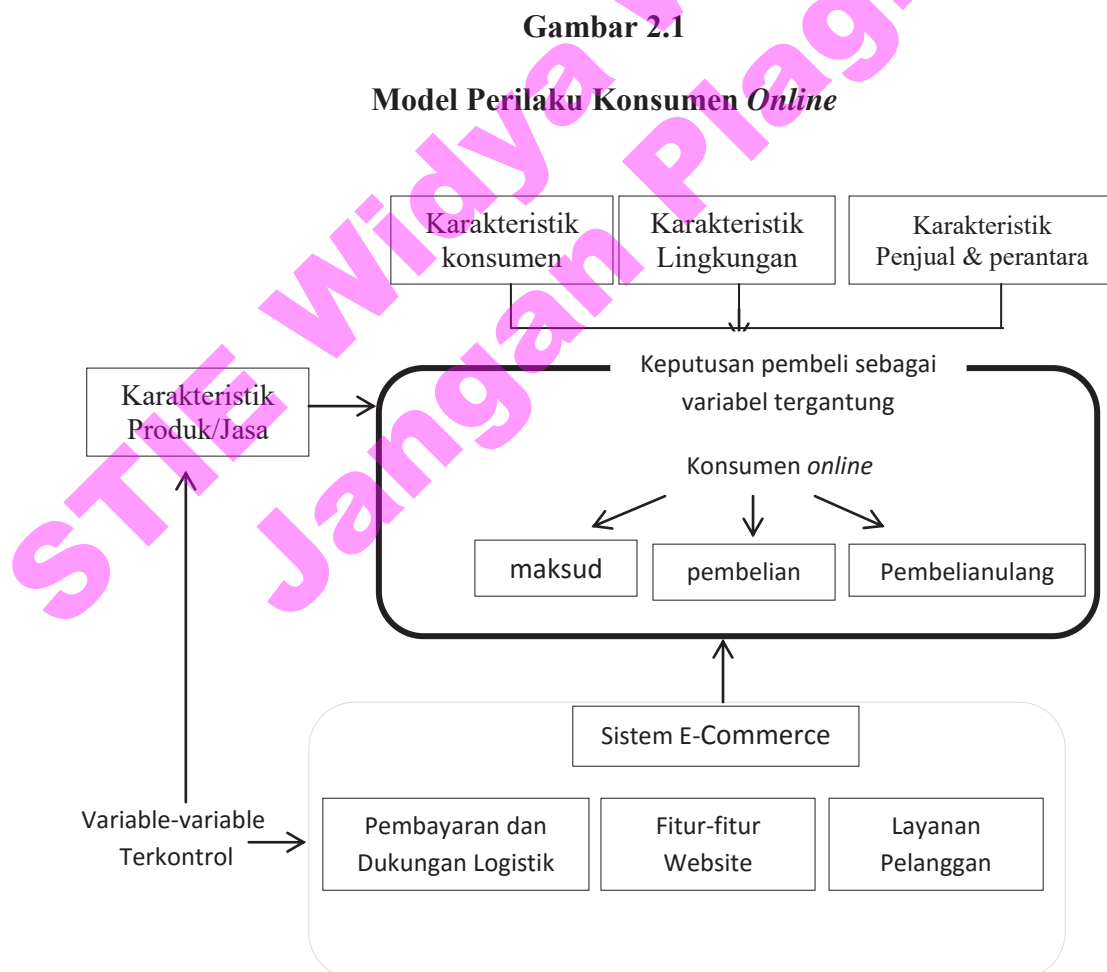 Gambar 2.1
Model Perilaku Konsumen Online
Karakteristik
konsumen
Karakteristik
Lingkungan
Karakteristik
Penjual & perantara
Keputusan pembeli sebagai
variabel tergantung
Karakteristik
Produk/Jasa
Konsumen online
maksud
pembelian
Pembelianulang
Sistem E-Commerce
Variable-variable
Terkontrol
Pembayaran dan
Dukungan Logistik
Fitur-fitur
Website
Layanan
Pelanggan
STIE Widya
Jangan Plagi